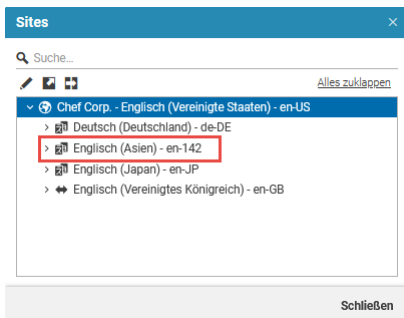 Sites
Suche...
Alles zuklappen
Chef Corp. - Englisch (Vereinigte Staaten) - en-US
Deutsch (Deutschland) - de-DE
Englisch (Asien) - en-142
Englisch (Japan) - en-JP
Englisch (Vereinigtes Königreich) - en-GB
Schließen